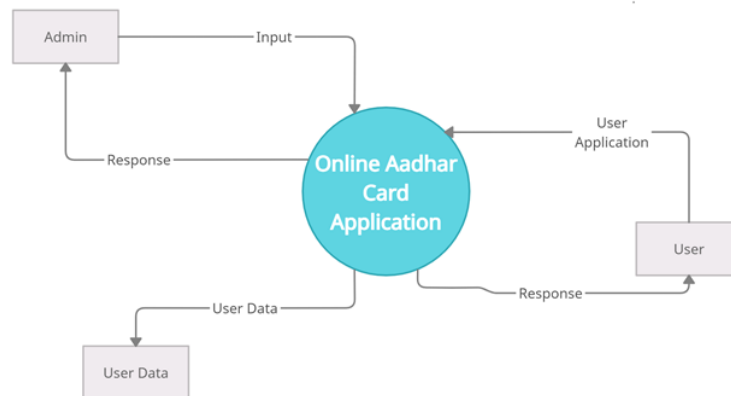 Admin
Input
User
Application
Response
Online Aadhar
Card
Application
User
User Data
Response
User Data